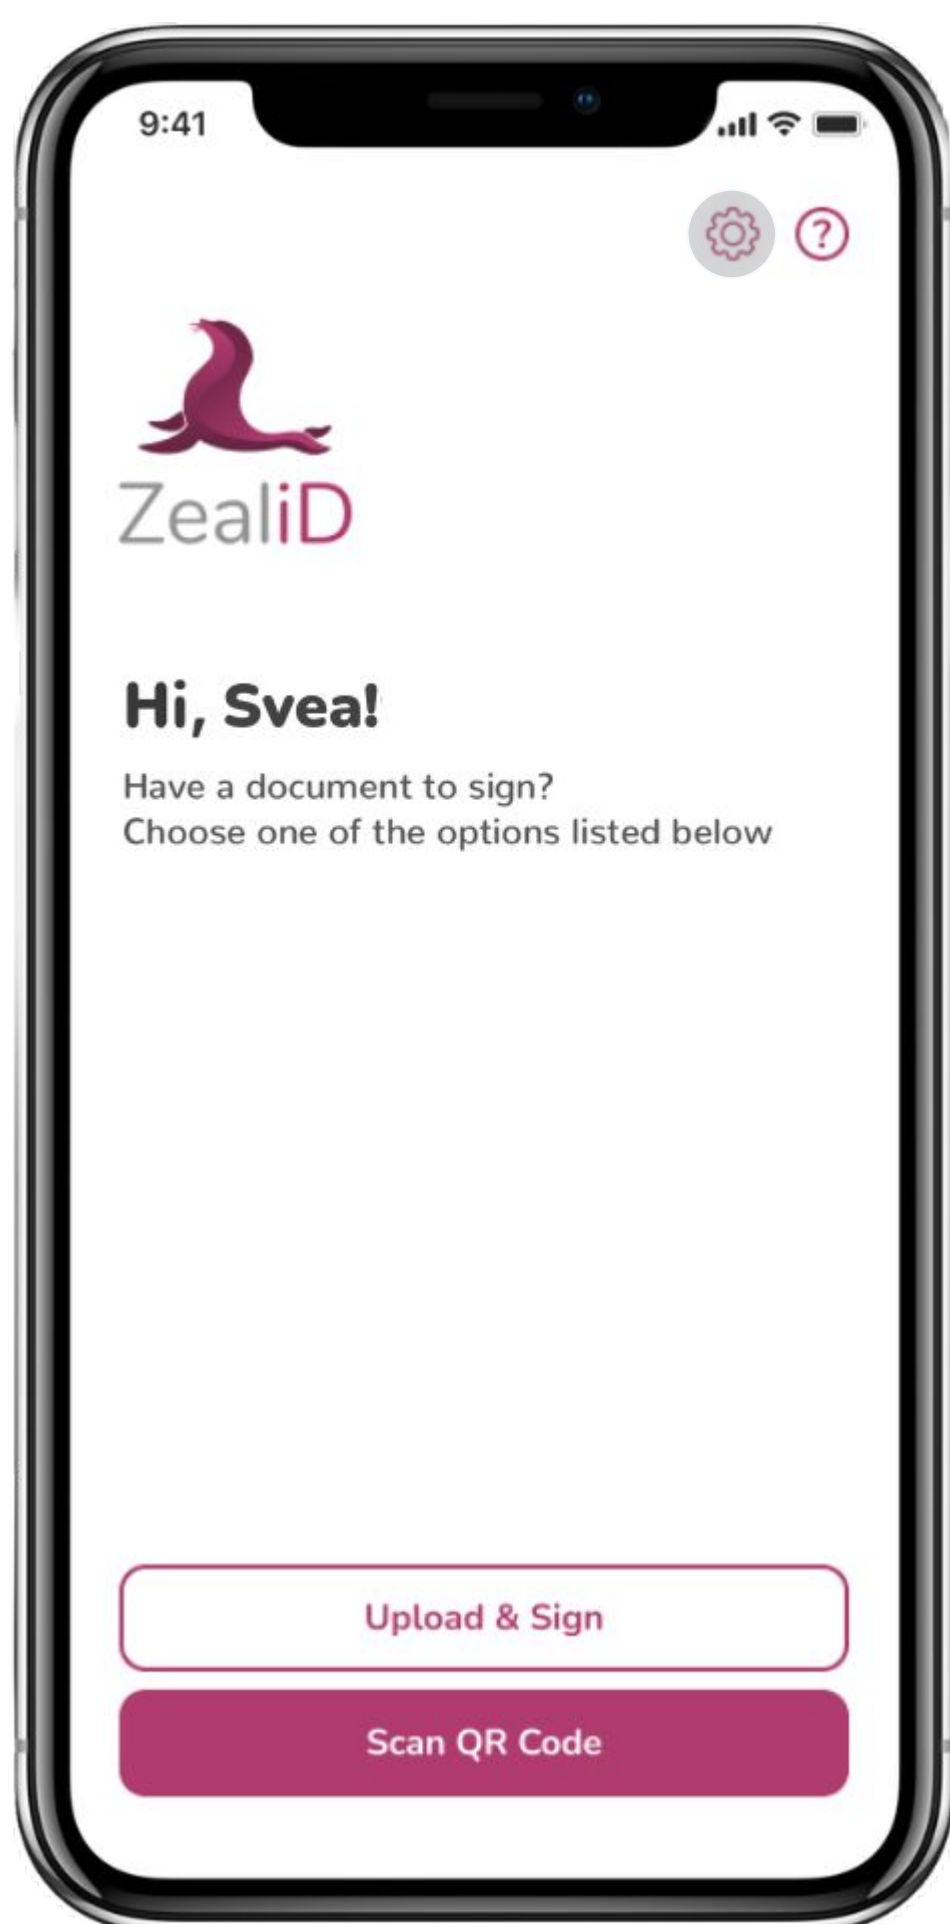 9:41
?
ZealiD
Hi, Svea!
Have a document to sign?
Choose one of the options listed below
Upload & Sign
Scan QR Code